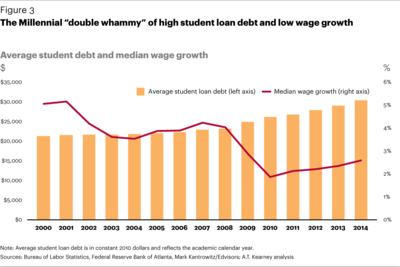 Figure 3
The Millennial “double whammy” of high student loan debt and low wage growth
Average student debt and median wage growth
$
%
Average student loan debt (left axis)
Median wage growth (right axis)
$35,000
$30,000
$25,000
$20,000
$15,000
$10,000
$5,000
$0
6%
5%
4%
3%
2%
1%
0%
2000 2001 2002 2003 2004 2005 2006 2007 2008 2009 2010 2011 2012 2013 2014
Note: Average student loan debt is in constant 2010 dollars and reflects the academic calendar year.
Sources: Bureau of Labor Statistics, Federal Reserve Bank of Atlanta, Mark Kantrowitz/Edvisors; A.T. Kearney analysis